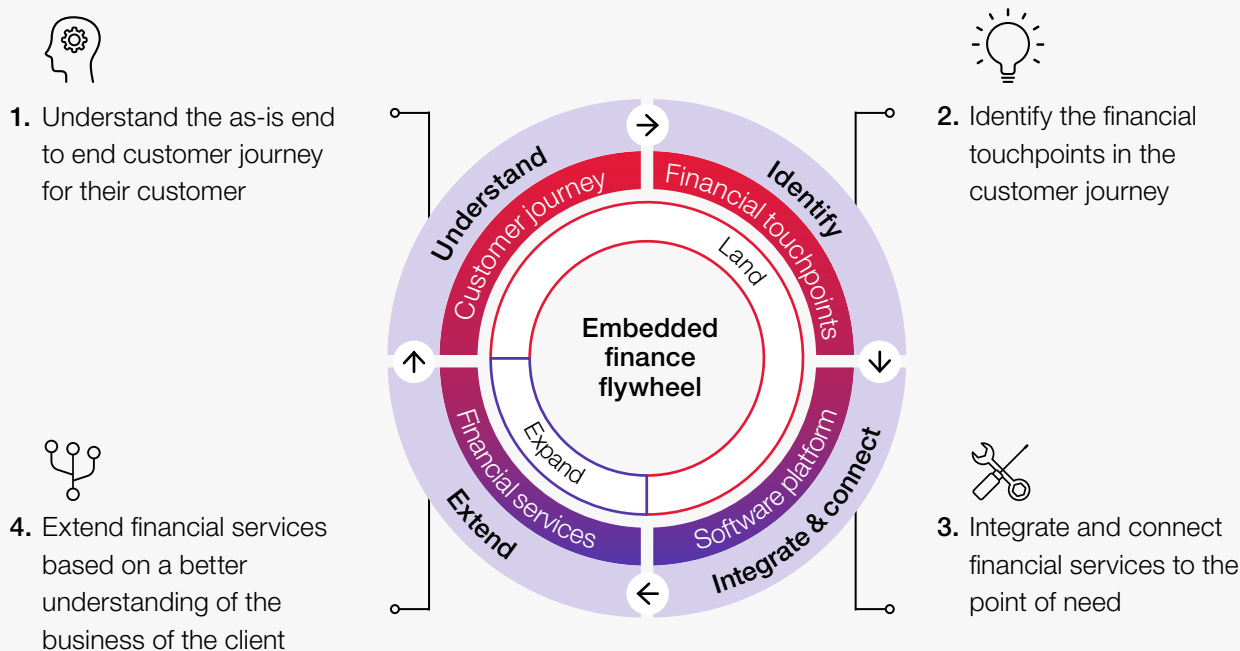 1. Understand the as-is end
to end customer journey
for their customer
2. Identify the financial
touchpoints in the
customer journey
Understand
Identify
Customer journey
Financial touchpoints
Land
Embedded
finance
flywheel
Expand
Financial services
Software platform
Extend
Integrate & connect
4. Extend financial services
based on a better
understanding of the
business of the client
3. Integrate and connect
financial services to the
point of need